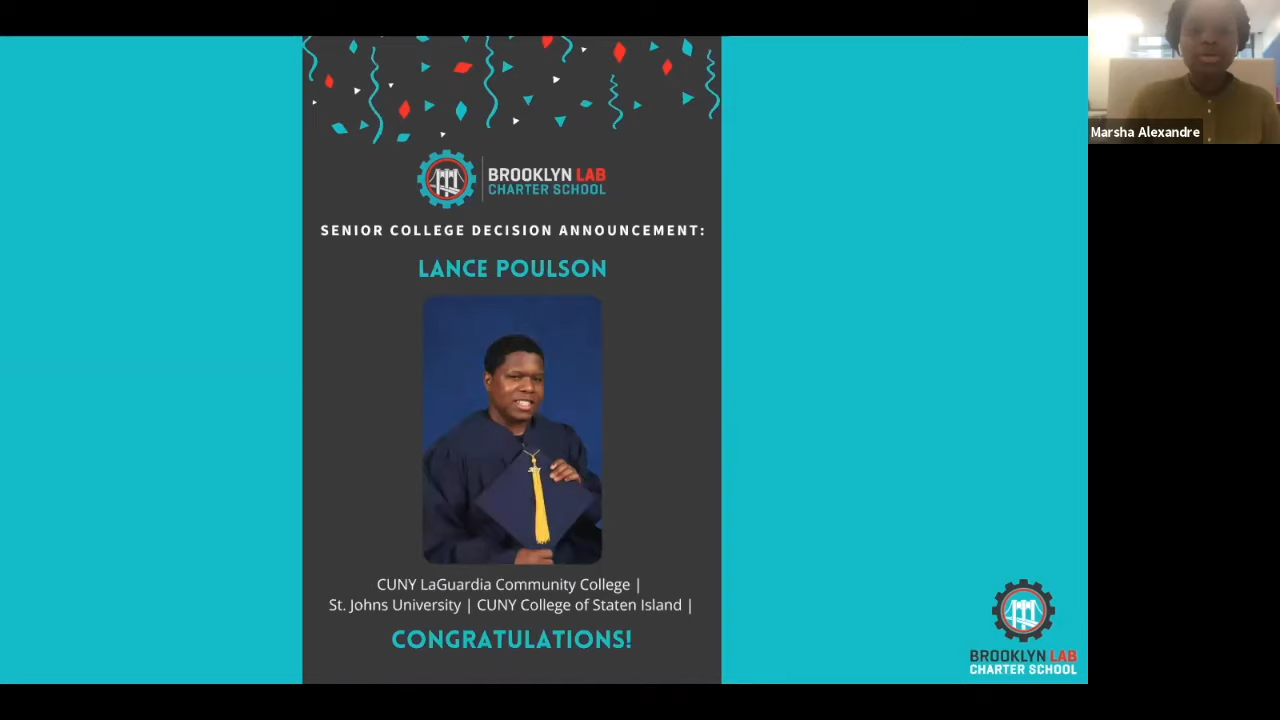 BROOKLYN LAB
CHARTER SCHOOL
SENIOR COLLEGE DECISION ANNOUNCEMENT:
LANCE POULSON
CUNY LaGuardia Community College |
St. Johns University | CUNY College of Staten Island |
CONGRATULATIONS!
Marsha Alexandre
BROOKLYN LAB
CHARTER SCHOOL